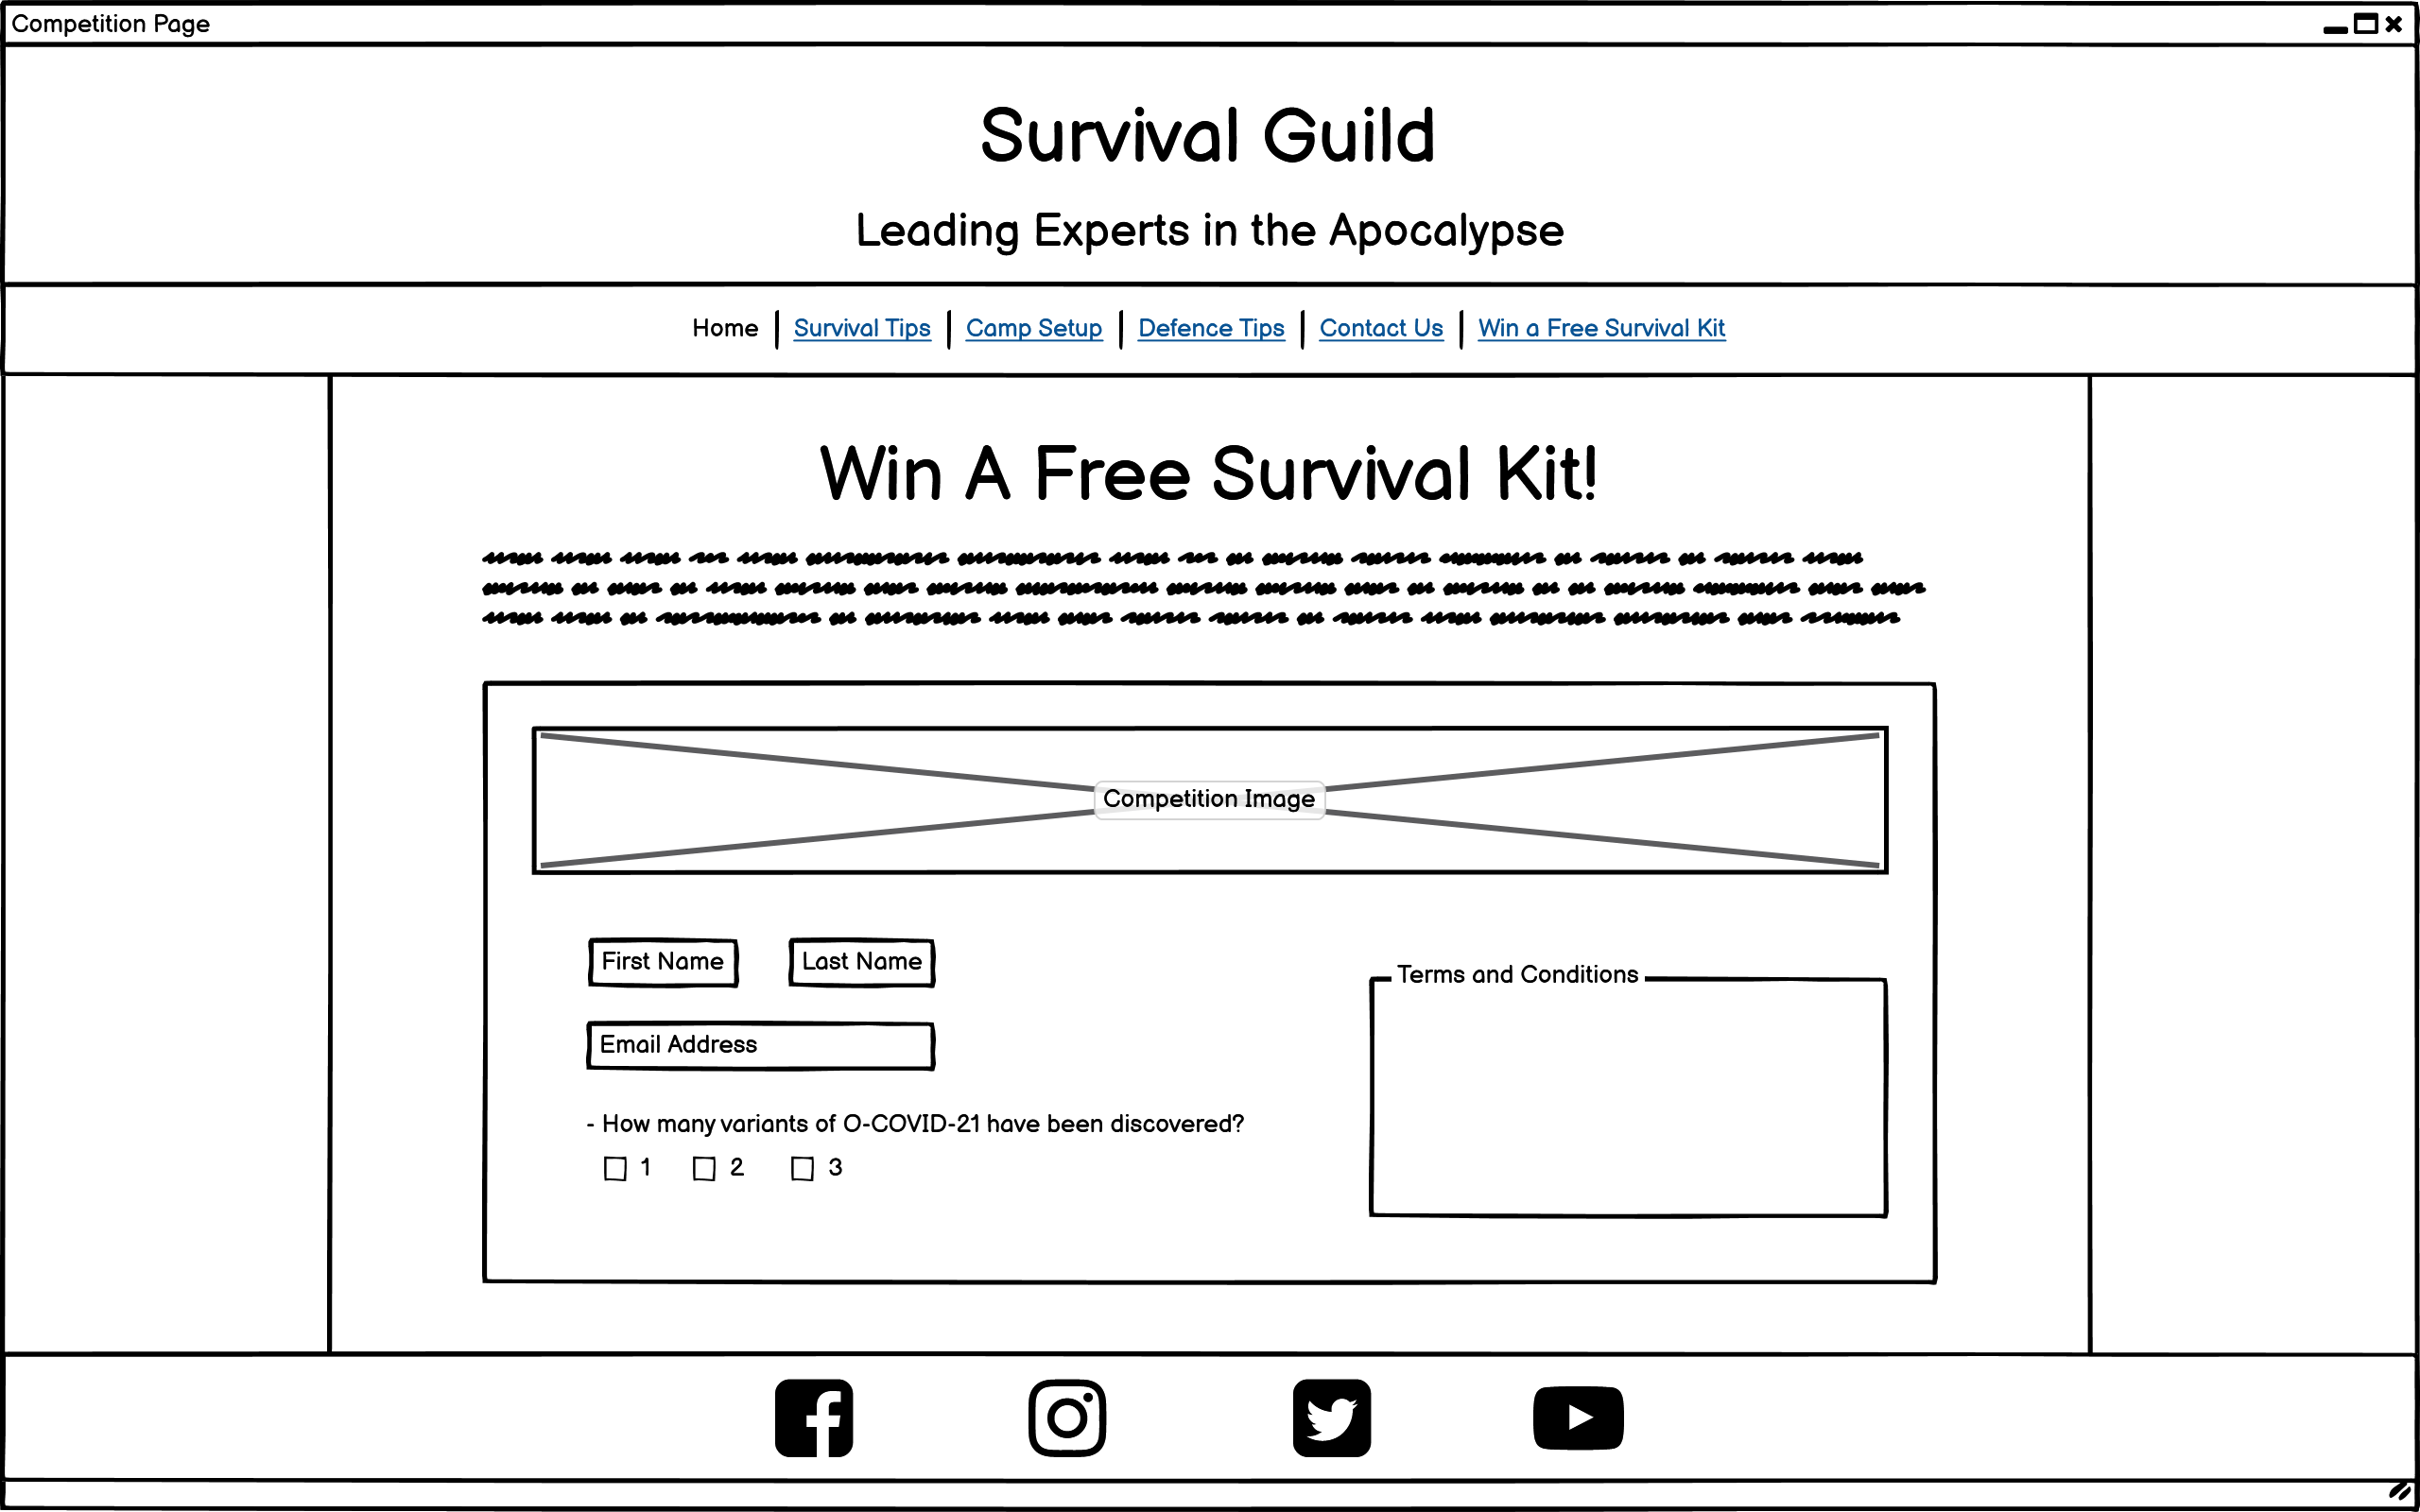 Competition Page
Survival Guild
Leading Experts in the Apocalypse
Home | Survival Tips | Camp Setup | Defence Tips | Contact Us | Win a Free Survival Kit
Win A Free Survival Kit!
Competition Image
First Name Last Name
Terms and Conditions
Email Address
- How many variants of O-COVID-21 have been discovered?
1 2 3